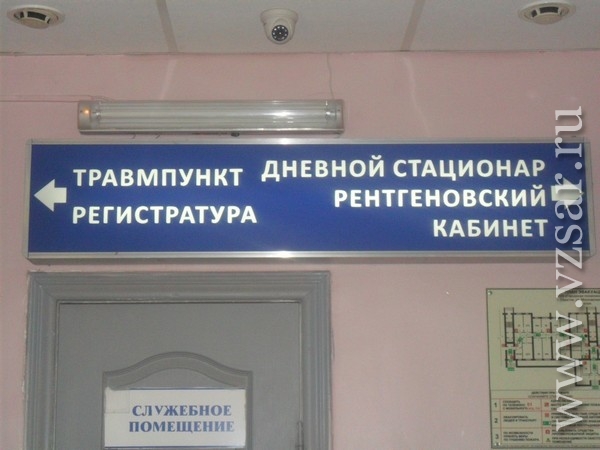 ТРАВМПУНКТ
РЕГИСТРАТУРА
ДНЕВНОЙ СТАЦИОНАР
РЕНТГЕНОВСКИЙ
КАБИНЕТ
СЛУЖЕБНОЕ
ПОМЕЩЕНИЕ
www.vzsar.ru